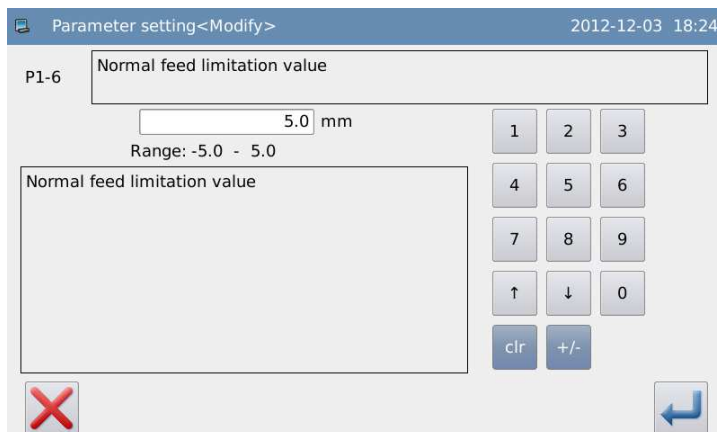 Parameter setting<Modify> 2012-12-03 18:24
P1-6 Normal feed limitation value
5.0 mm
Range: -5.0 - 5.0
Normal feed limitation value
1 2 3
4 5 6
7 8 9
↑ ↓ 0
clr +/-